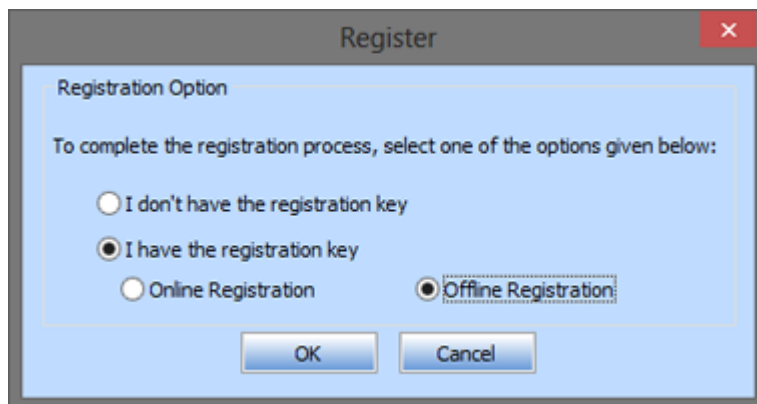 Register
Registration Option
To complete the registration process, select one of the options given below:
I don't have the registration key
I have the registration key
Online Registration Offline Registration
OK Cancel